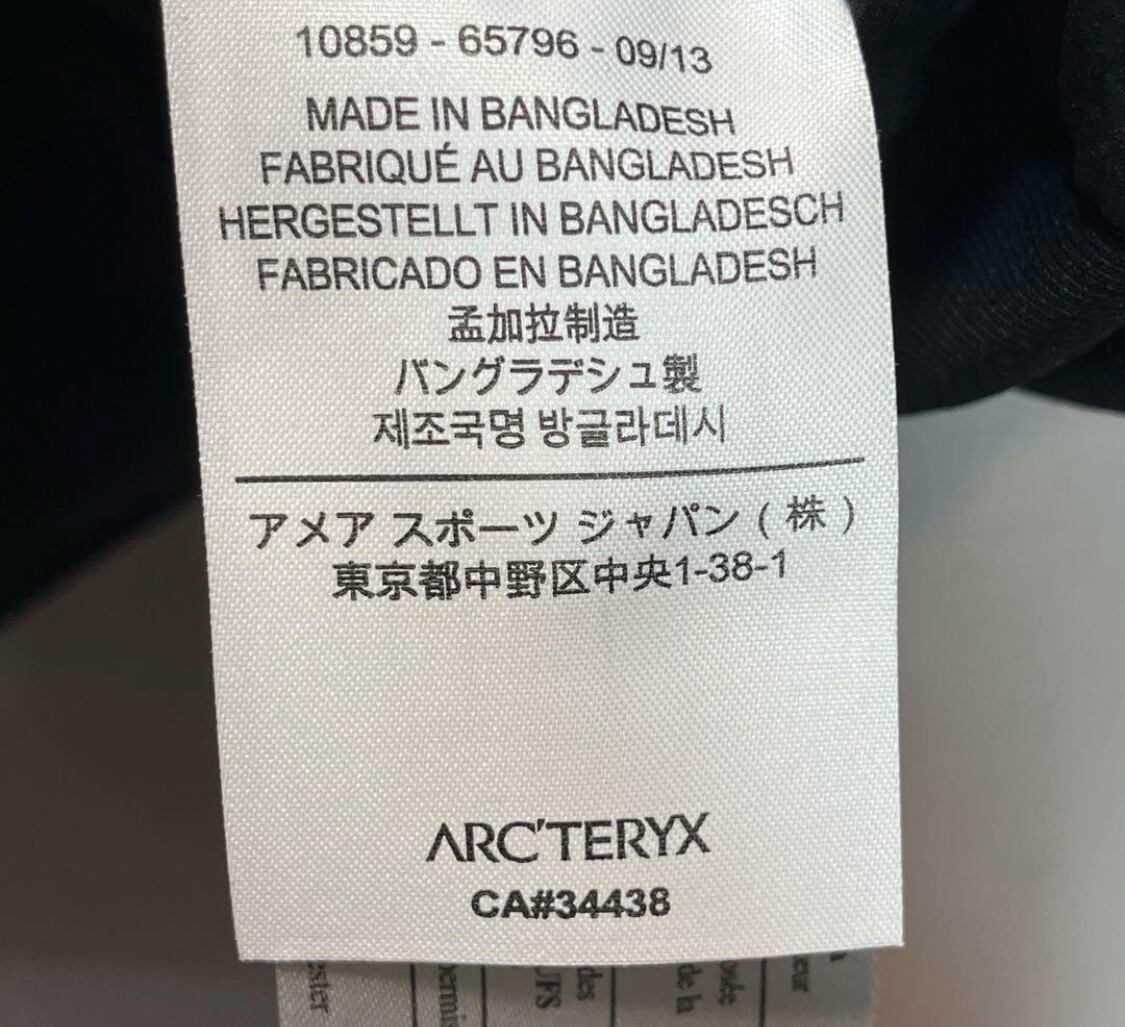 10859 - 65796 - 09/13
MADE IN BANGLADESH
FABRIQUÉ AU BANGLADESH
HERGESTELLT IN BANGLADESCH
FABRICADO EN BANGLADESH
孟加拉制造
バングラデシュ製
제조국명 방글라데시
アメア スポーツ ジャパン ( 株 )
東京都中野区中央1-38-1
ARC'TERYX
CA#34438
des
de la